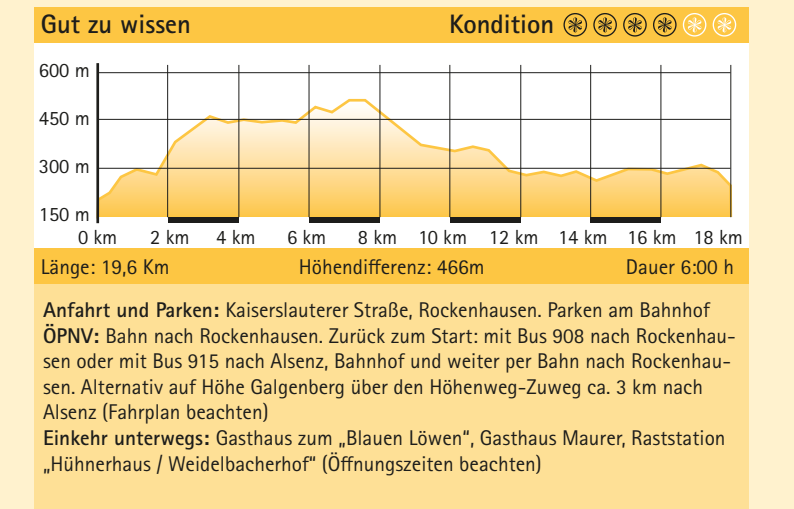 Gut zu wissen Kondition
600 m
450 m
300 m
150 m
0 km 2 km 4 km 6 km 8 km 10 km 12 km 14 km 16 km 18 km
Länge: 19,6 Km Höhendifferenz: 466m Dauer 6:00 h
Anfahrt und Parken: Kaiserslauterer Straße, Rockenhausen. Parken am Bahnhof
ÖPNV: Bahn nach Rockenhausen. Zurück zum Start: mit Bus 908 nach Rockenhau-
sen oder mit Bus 915 nach Alsenz, Bahnhof und weiter per Bahn nach Rockenhau-
sen. Alternativ auf Höhe Galgenberg über den Höhenweg-Zuweg ca. 3 km nach
Alsenz (Fahrplan beachten)
Einkehr unterwegs: Gasthaus zum „Blauen Löwen“, Gasthaus Maurer, Raststation
„Hühnerhaus / Weidelbacherhof“ (Öffnungszeiten beachten)